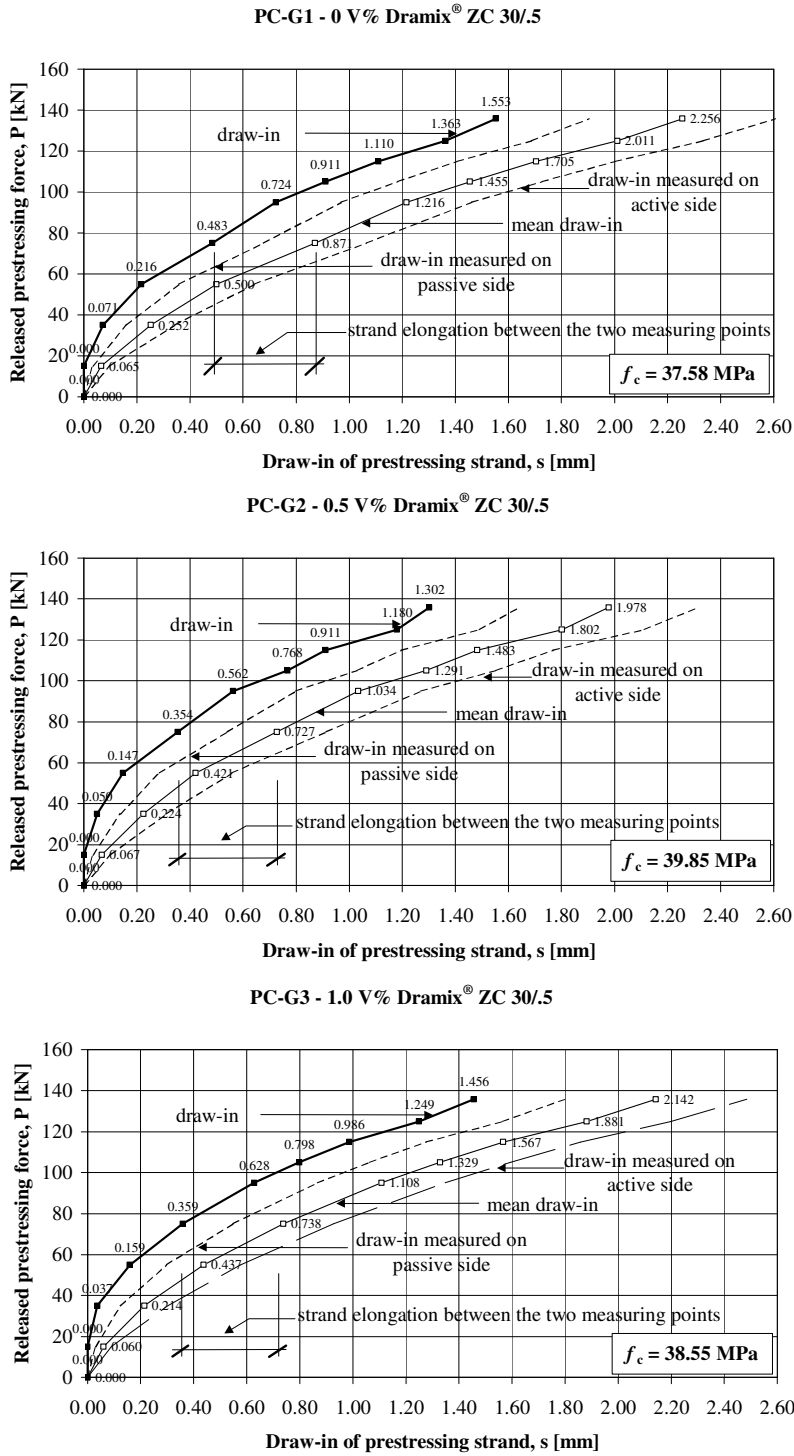 PC-G1 - 0 V% Dramix® ZC 30/.5
Released prestressing force, P [kN]
160
140
120
100
80
60
40
20
0
0.00 0.20 0.40 0.60 0.80 1.00 1.20 1.40 1.60 1.80 2.00 2.20 2.40 2.60
0.000
0.000
0.071
0.216
0.483
0.724
0.911
1.110
1.363
1.553
0.000
0.065
0.252
0.500
0.871
1.216
1.455
1.705
2.011
2.256
draw-in
draw-in measured on
active side
mean draw-in
draw-in measured on
passive side
strand elongation between the two measuring points
fc = 37.58 MPa
Draw-in of prestressing strand, s [mm]
PC-G2 - 0.5 V% Dramix® ZC 30/.5
Released prestressing force, P [kN]
160
140
120
100
80
60
40
20
0
0.00 0.20 0.40 0.60 0.80 1.00 1.20 1.40 1.60 1.80 2.00 2.20 2.40 2.60
0.000
0.000
0.050
0.147
0.354
0.562
0.768
0.911
1.180
1.302
0.000
0.067
0.224
0.421
0.727
1.034
1.291
1.483
1.802
1.978
draw-in
draw-in measured on
active side
mean draw-in
draw-in measured on
passive side
strand elongation between the two measuring points
fc = 39.85 MPa
Draw-in of prestressing strand, s [mm]
PC-G3 - 1.0 V% Dramix® ZC 30/.5
Released prestressing force, P [kN]
160
140
120
100
80
60
40
20
0
0.00 0.20 0.40 0.60 0.80 1.00 1.20 1.40 1.60 1.80 2.00 2.20 2.40 2.60
0.000
0.000
0.037
0.159
0.359
0.628
0.798
0.986
1.249
1.456
0.000
0.060
0.214
0.437
0.738
1.108
1.329
1.567
1.881
2.142
draw-in
draw-in measured on
active side
mean draw-in
draw-in measured on
passive side
strand elongation between the two measuring points
fc = 38.55 MPa
Draw-in of prestressing strand, s [mm]